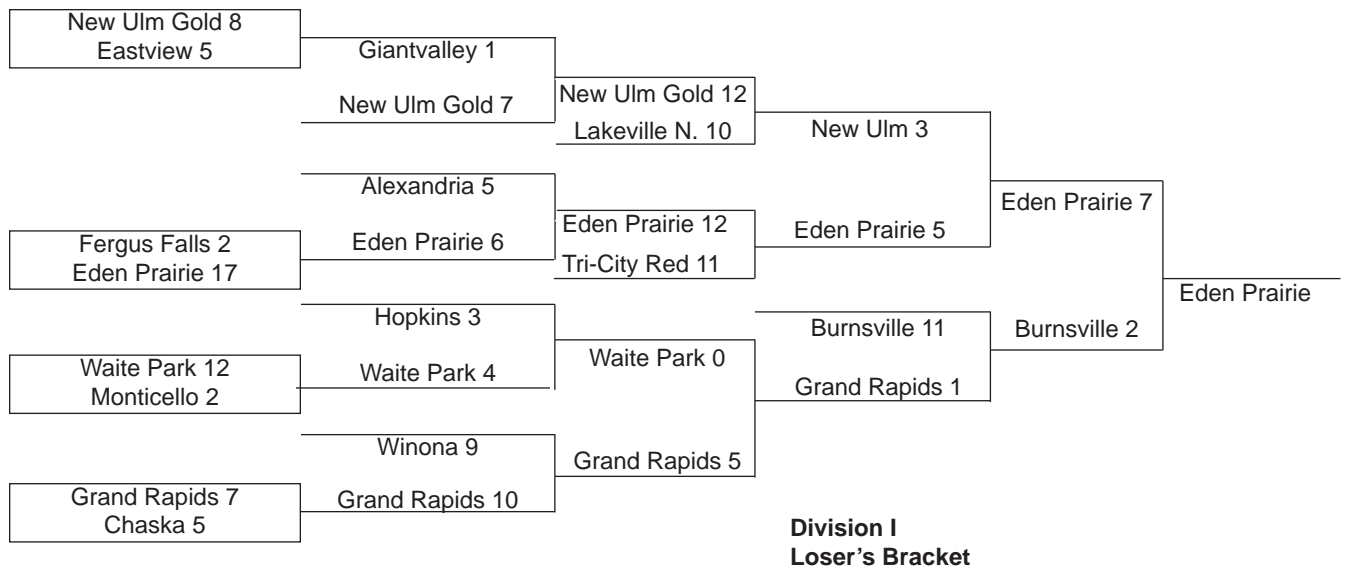 New Ulm Gold 8
Eastview 5
Fergus Falls 2
Eden Prairie 17
Waite Park 12
Monticello 2
Grand Rapids 7
Chaska 5
Giantvalley 1
New Ulm Gold 7
Alexandria 5
Eden Prairie 6
Hopkins 3
Waite Park 4
Winona 9
Grand Rapids 10
New Ulm Gold 12
Lakeville N. 10
Eden Prairie 12
Tri-City Red 11
Waite Park 0
Grand Rapids 5
New Ulm 3
Eden Prairie 5
Burnsville 11
Grand Rapids 1
Eden Prairie 7
Burnsville 2
Eden Prairie
Division I
Loser’s Bracket